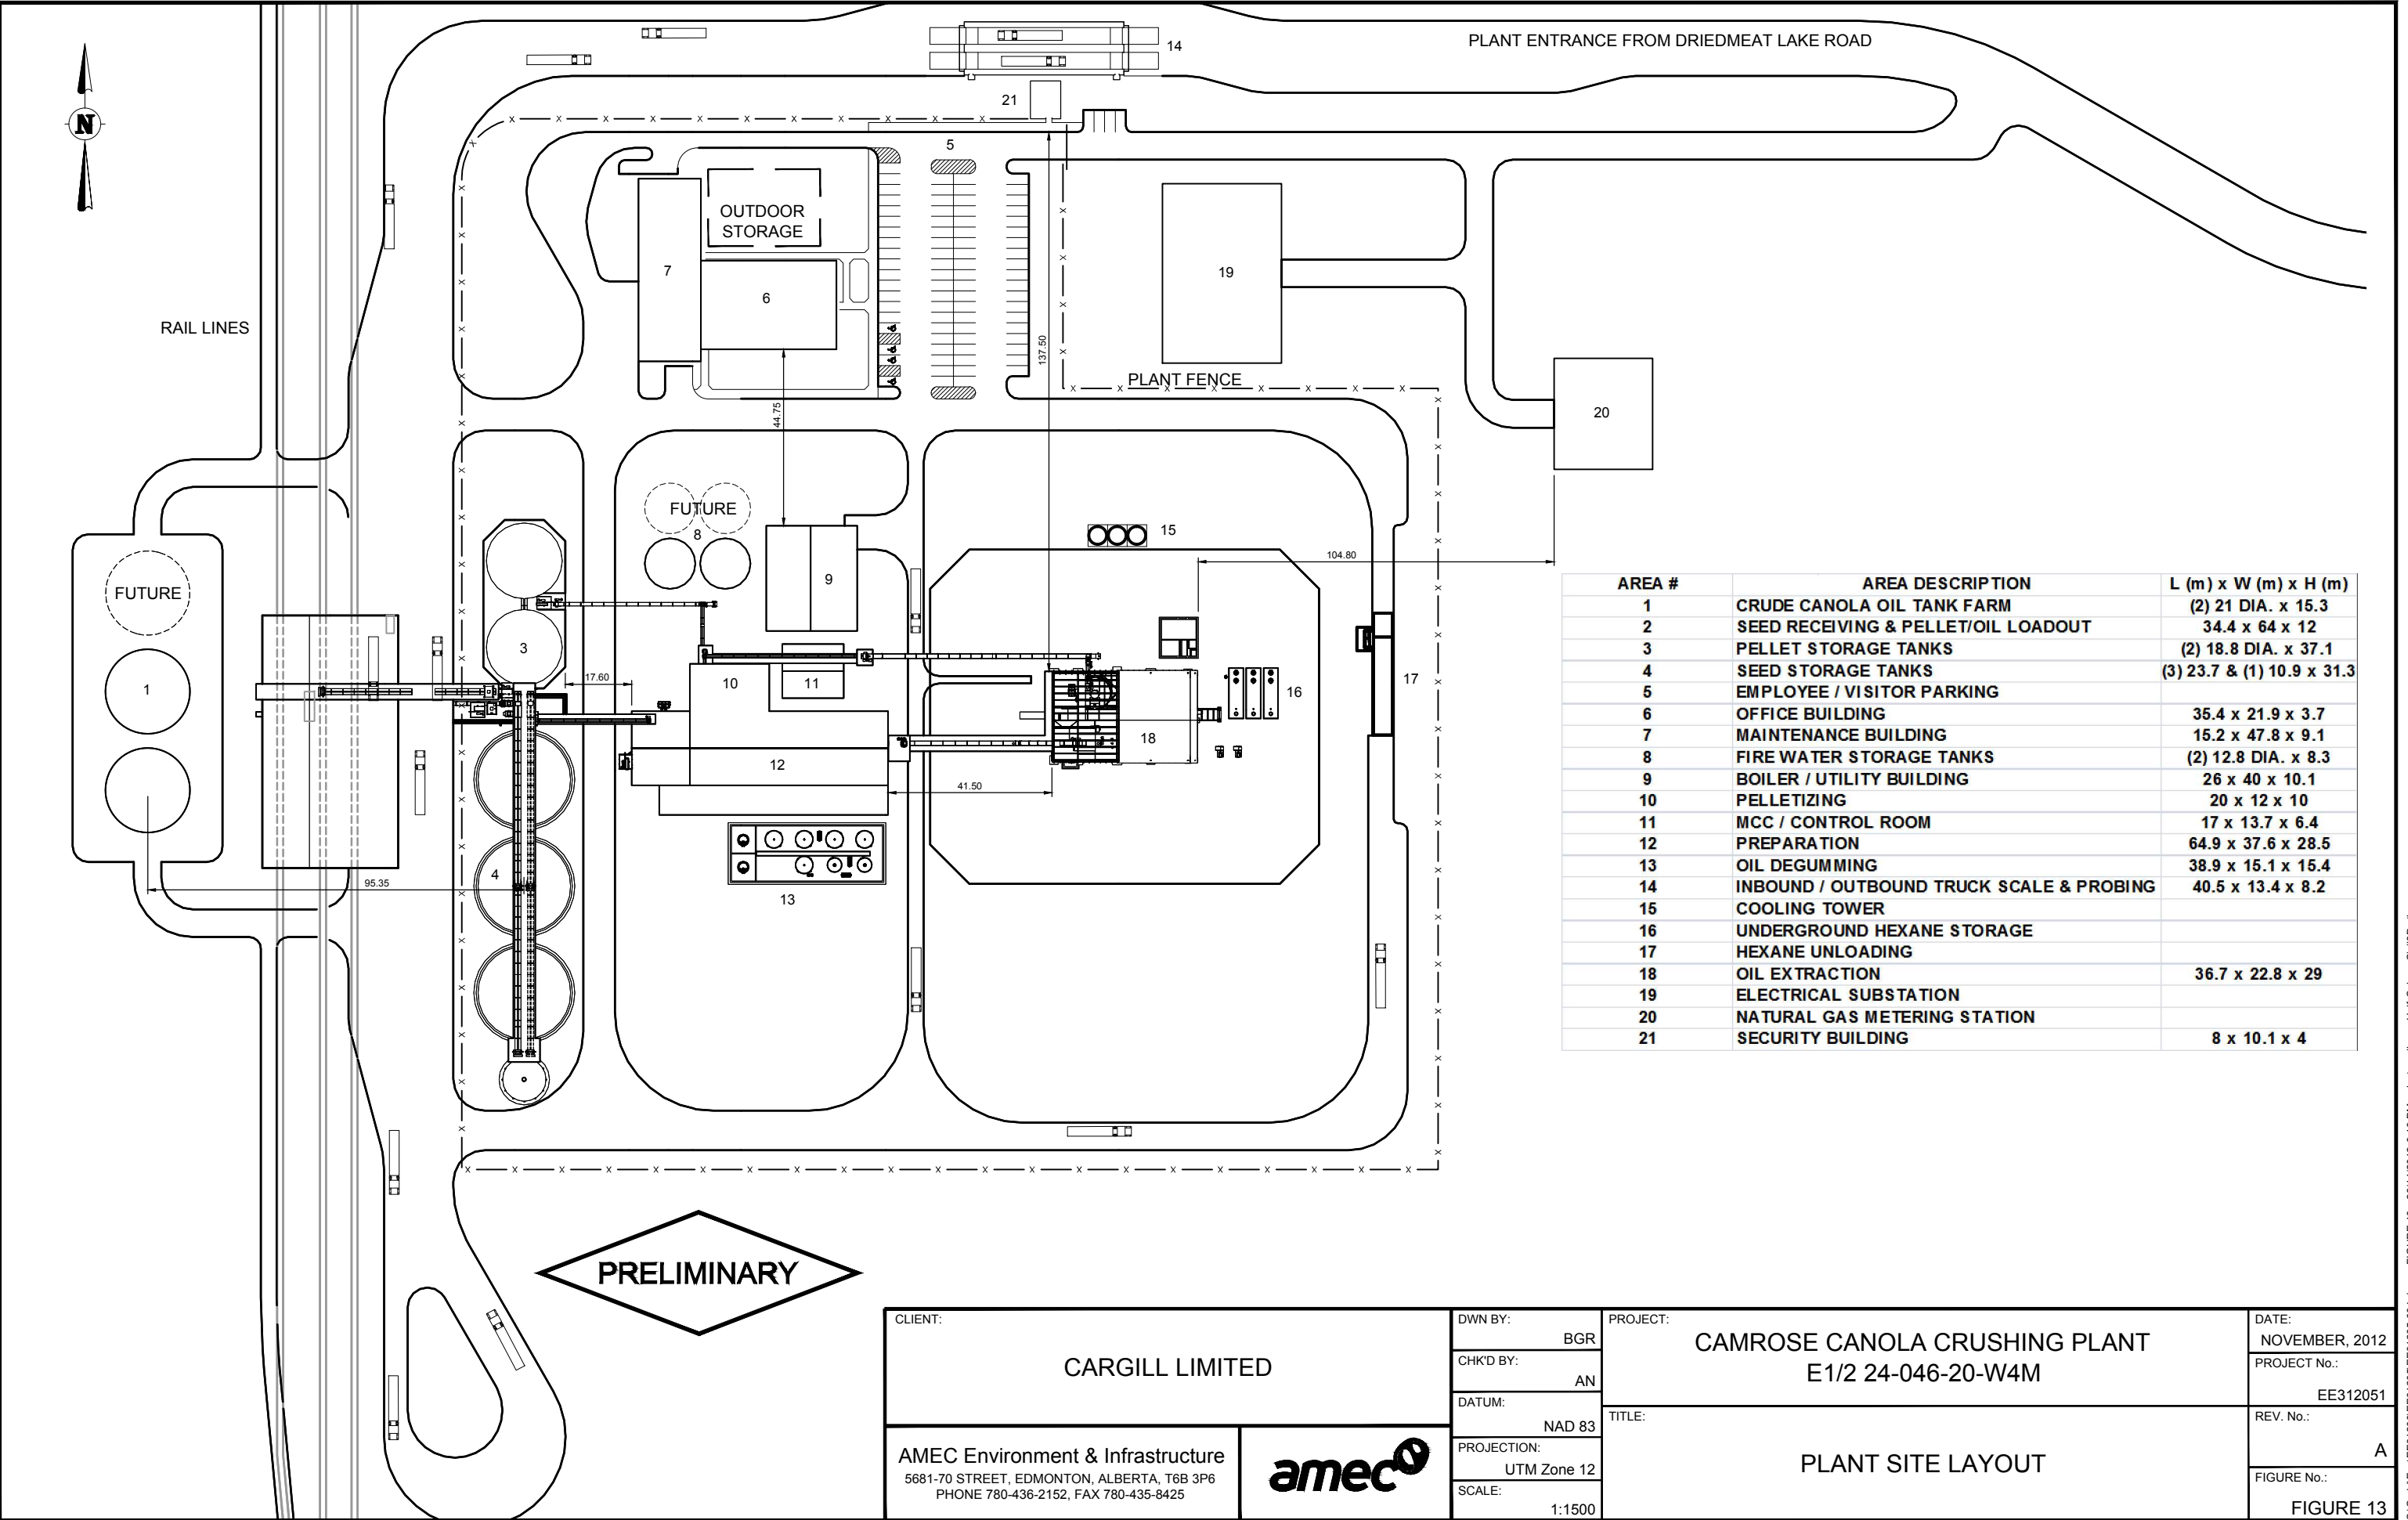 PLANT ENTRANCE FROM DRIEDMEAT LAKE ROAD
14
21
5
N
OUTDOOR
STORAGE
7
6
19
RAIL LINES
137.50
PLANT FENCE
44.75
20
FUTURE
8
15
104.80
FUTURE
9
3
1
17.60
10
11
16
17
18
12
41.50
95.35
4
13
AREA # AREA DESCRIPTION L (m) x W (m) x H (m)
1 CRUDE CANOLA OIL TANK FARM (2) 21 DIA. x 15.3
2 SEED RECEIVING & PELLET/OIL LOADOUT 34.4 x 64 x 12
3 PELLET STORAGE TANKS (2) 18.8 DIA. x 37.1
4 SEED STORAGE TANKS (3) 23.7 & (1) 10.9 x 31.3
5 EMPLOYEE / VISITOR PARKING
6 OFFICE BUILDING 35.4 x 21.9 x 3.7
7 MAINTENANCE BUILDING 15.2 x 47.8 x 9.1
8 FIRE WATER STORAGE TANKS (2) 12.8 DIA. x 8.3
9 BOILER / UTILITY BUILDING 26 x 40 x 10.1
10 PELLETIZING 20 x 12 x 10
11 MCC / CONTROL ROOM 17 x 13.7 x 6.4
12 PREPARATION 64.9 x 37.6 x 28.5
13 OIL DEGUMMING 38.9 x 15.1 x 15.4
14 INBOUND / OUTBOUND TRUCK SCALE & PROBING 40.5 x 13.4 x 8.2
15 COOLING TOWER
16 UNDERGROUND HEXANE STORAGE
17 HEXANE UNLOADING
18 OIL EXTRACTION 36.7 x 22.8 x 29
19 ELECTRICAL SUBSTATION
20 NATURAL GAS METERING STATION
21 SECURITY BUILDING 8 x 10.1 x 4
PRELIMINARY
CLIENT:
CARGILL LIMITED
AMEC Environment & Infrastructure
5681-70 STREET, EDMONTON, ALBERTA, T6B 3P6
PHONE 780-436-2152, FAX 780-435-8425
amec
DWN BY:
BGR
CHK'D BY:
AN
DATUM:
NAD 83
PROJECTION:
UTM Zone 12
SCALE:
1:1500
PROJECT:
CAMROSE CANOLA CRUSHING PLANT
E1/2 24-046-20-W4M
TITLE:
PLANT SITE LAYOUT
DATE:
NOVEMBER, 2012
PROJECT No.:
EE312051
REV. No.:
A
FIGURE No.:
FIGURE 13